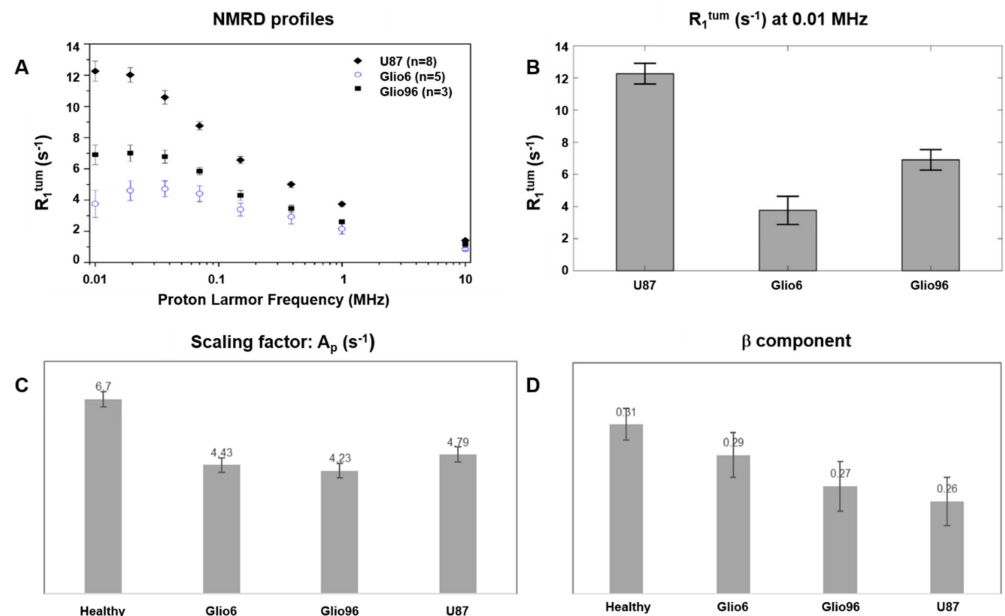 NMRD profiles
A
U87 (n=8)
Glio6 (n=5)
Glio96 (n=3)
R₁ᵗᵘᵐ (s⁻¹)
14
12
10
8
6
4
2
0
0.01
0.1
1
10
Proton Larmor Frequency (MHz)
R₁ᵗᵘᵐ (s⁻¹) at 0.01 MHz
B
R₁ᵗᵘᵐ (s⁻¹)
14
12
10
8
6
4
2
0
U87
Glio6
Glio96
Scaling factor: Aₚ (s⁻¹)
C
6.7
4.43
4.23
4.79
Healthy
Glio6
Glio96
U87
β component
D
0.31
0.29
0.27
0.26
Healthy
Glio6
Glio96
U87